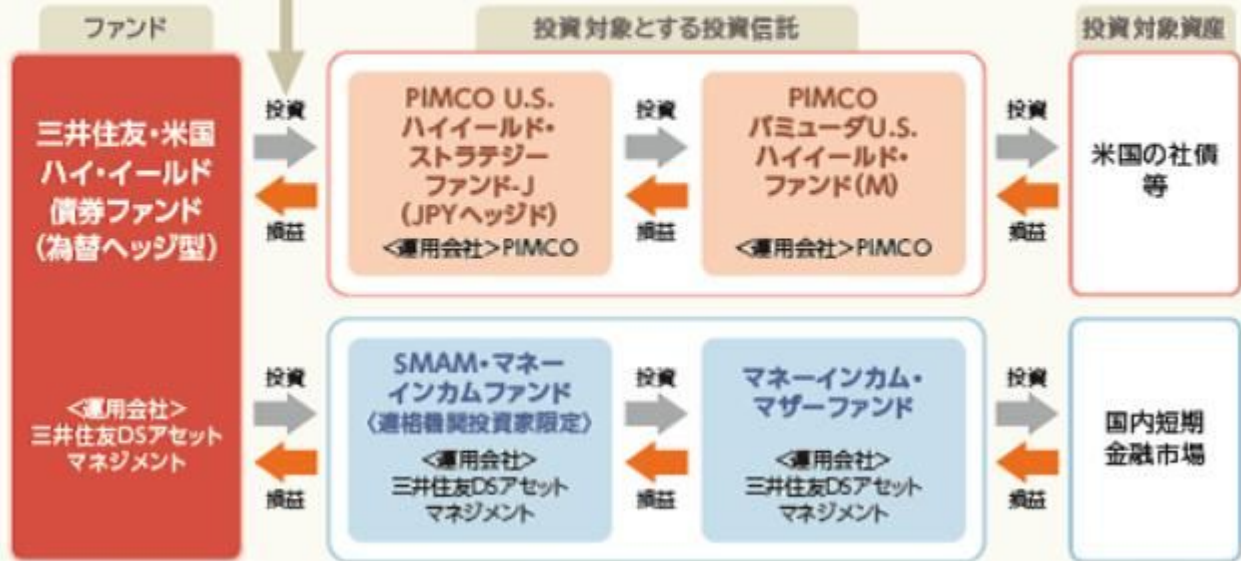 ファンド
投資対象とする投資信託
投資対象資産
三井住友・米国
ハイ・イールド
債券ファンド
(為替ヘッジ型)
<運用会社>
三井住友DSアセット
マネジメント
投資
損益
PIMCO U.S.
ハイイールド・
ストラテジー
ファンド-J
(JPYヘッジド)
<運用会社>PIMCO
投資
損益
PIMCO
バミューダU.S.
ハイイールド・
ファンド(M)
<運用会社>PIMCO
投資
損益
米国の社債
等
投資
損益
SMAM・マネー
インカムファンド
<適格機関投資家限定>
<運用会社>
三井住友DSアセット
マネジメント
投資
損益
マネーインカム・
マザーファンド
<運用会社>
三井住友DSアセット
マネジメント
投資
損益
国内短期
金融市場